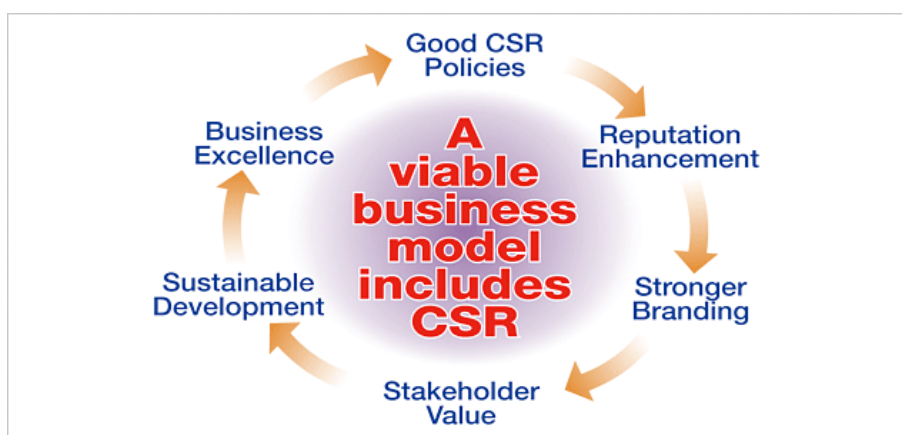 Good CSR
Policies
Reputation
Enhancement
Stronger
Branding
Stakeholder
Value
Sustainable
Development
Business
Excellence
A
viable
business
model
includes
CSR